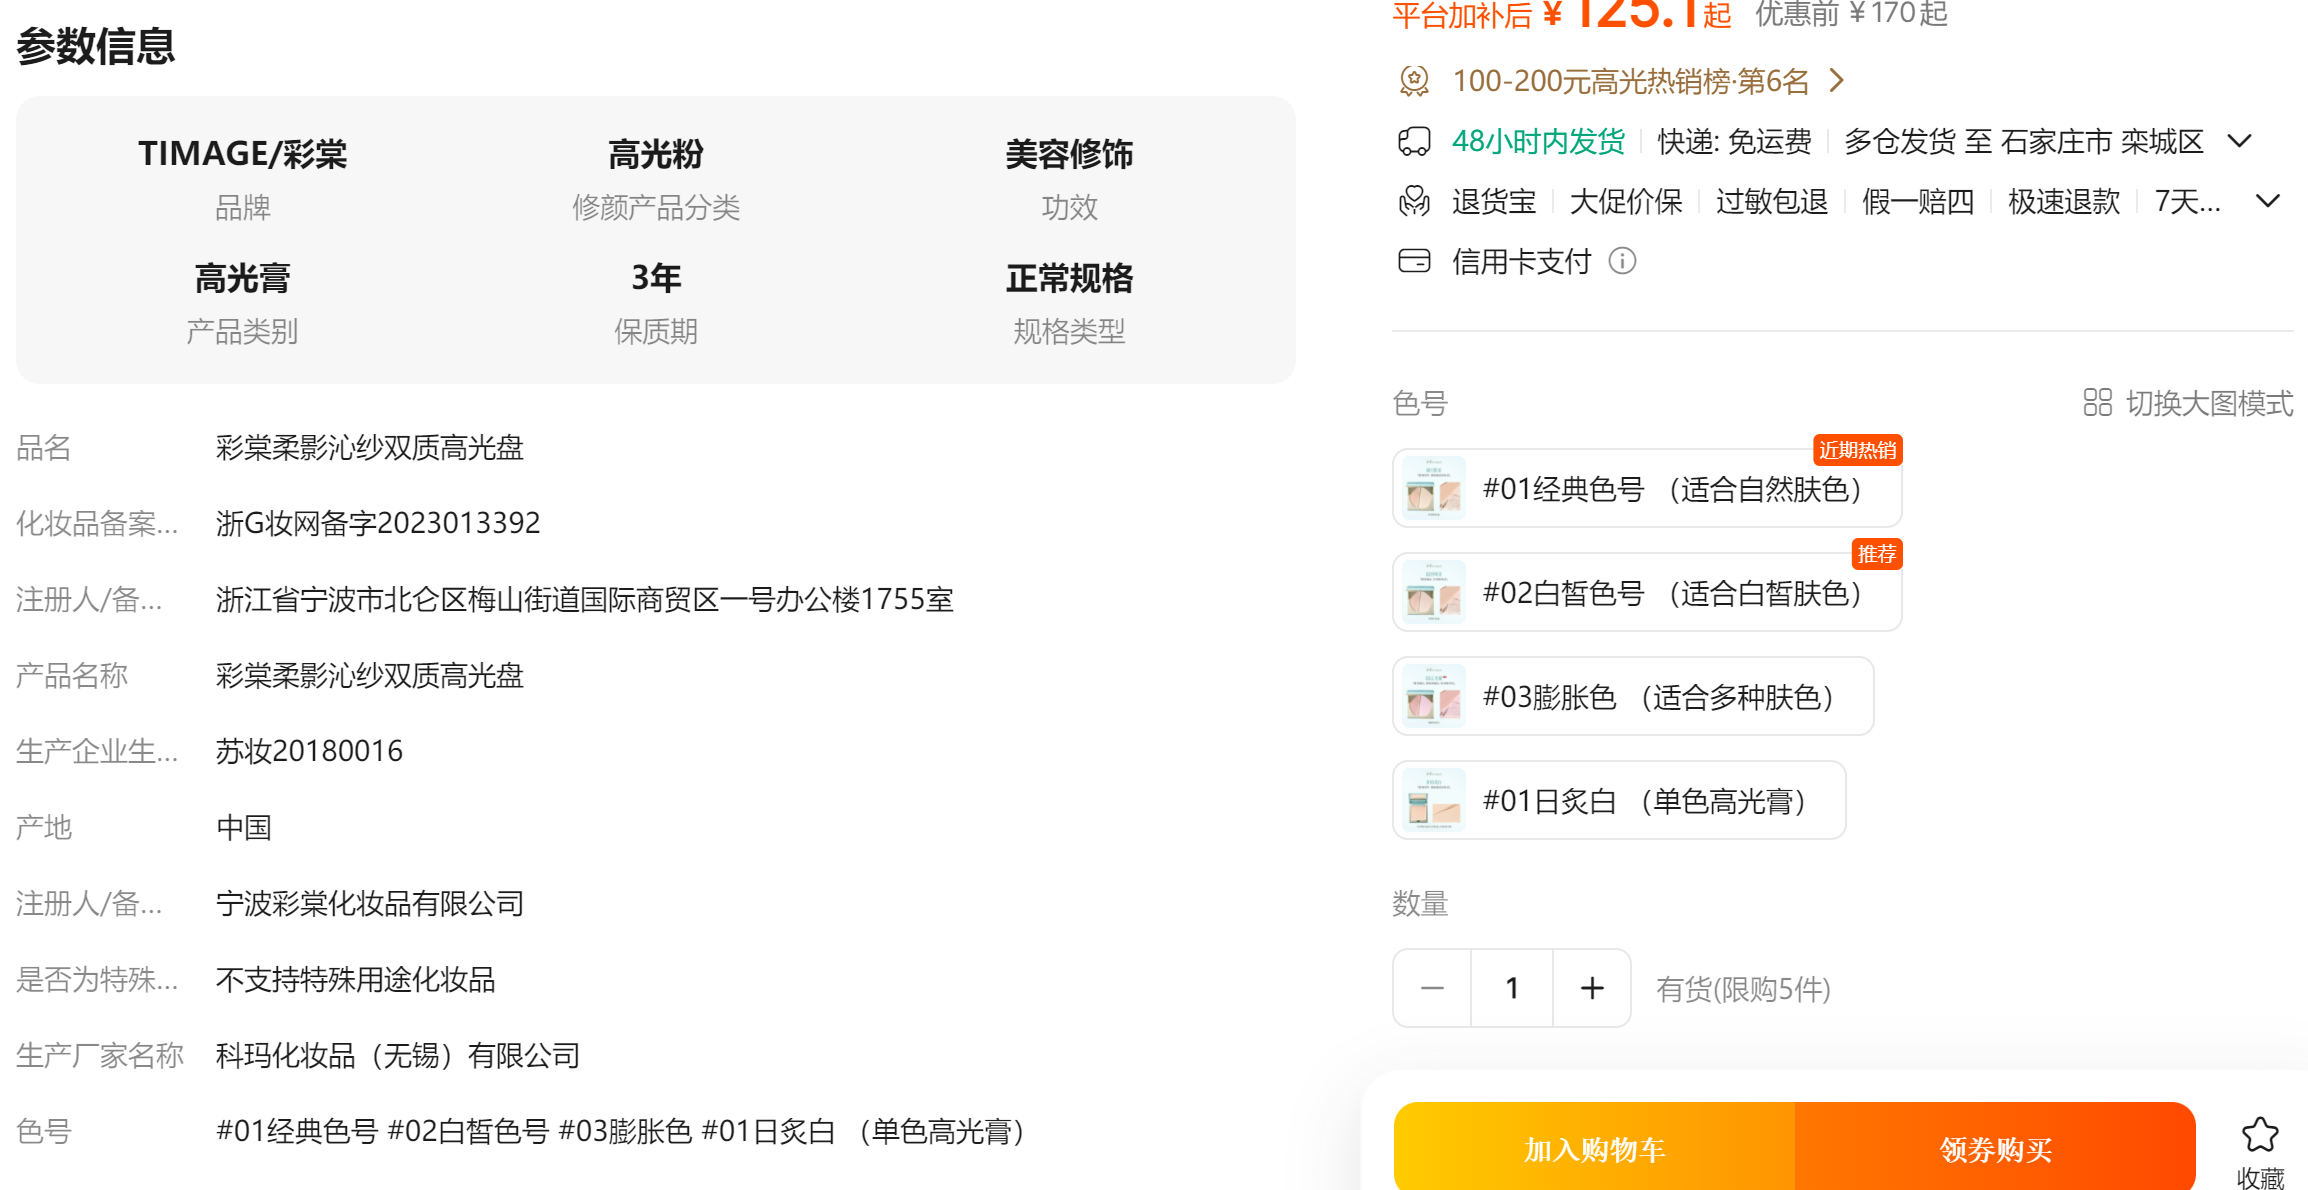 参数信息
TIMAGE/彩棠
品牌
高光粉
修颜产品分类
美容修饰
功效
高光膏
产品类别
3年
保质期
正常规格
规格类型
品名 彩棠柔影沁纱双质高光盘
化妆品备案... 浙G妆网备字2023013392
注册人/备... 浙江省宁波市北仑区梅山街道国际商贸区一号办公楼1755室
产品名称 彩棠柔影沁纱双质高光盘
生产企业生... 苏妆20180016
产地 中国
注册人/备... 宁波彩棠化妆品有限公司
是否为特殊... 不支持特殊用途化妆品
生产厂家名称 科玛化妆品（无锡）有限公司
色号 #01经典色号 #02白皙色号 #03膨胀色 #01日炙白 （单色高光膏）
平台加补后 ¥ 125.1起 优惠前 ¥170起
100-200元高光热销榜·第6名
48小时内发货 快递: 免运费 多仓发货 至 石家庄市 栾城区
退货宝 大促价保 过敏包退 假一赔四 极速退款 7天...
信用卡支付
色号 切换大图模式
近期热销
#01经典色号 （适合自然肤色）
推荐
#02白皙色号 （适合白皙肤色）
#03膨胀色 （适合多种肤色）
#01日炙白 （单色高光膏）
数量
1 有货(限购5件)
加入购物车 领券购买
收藏